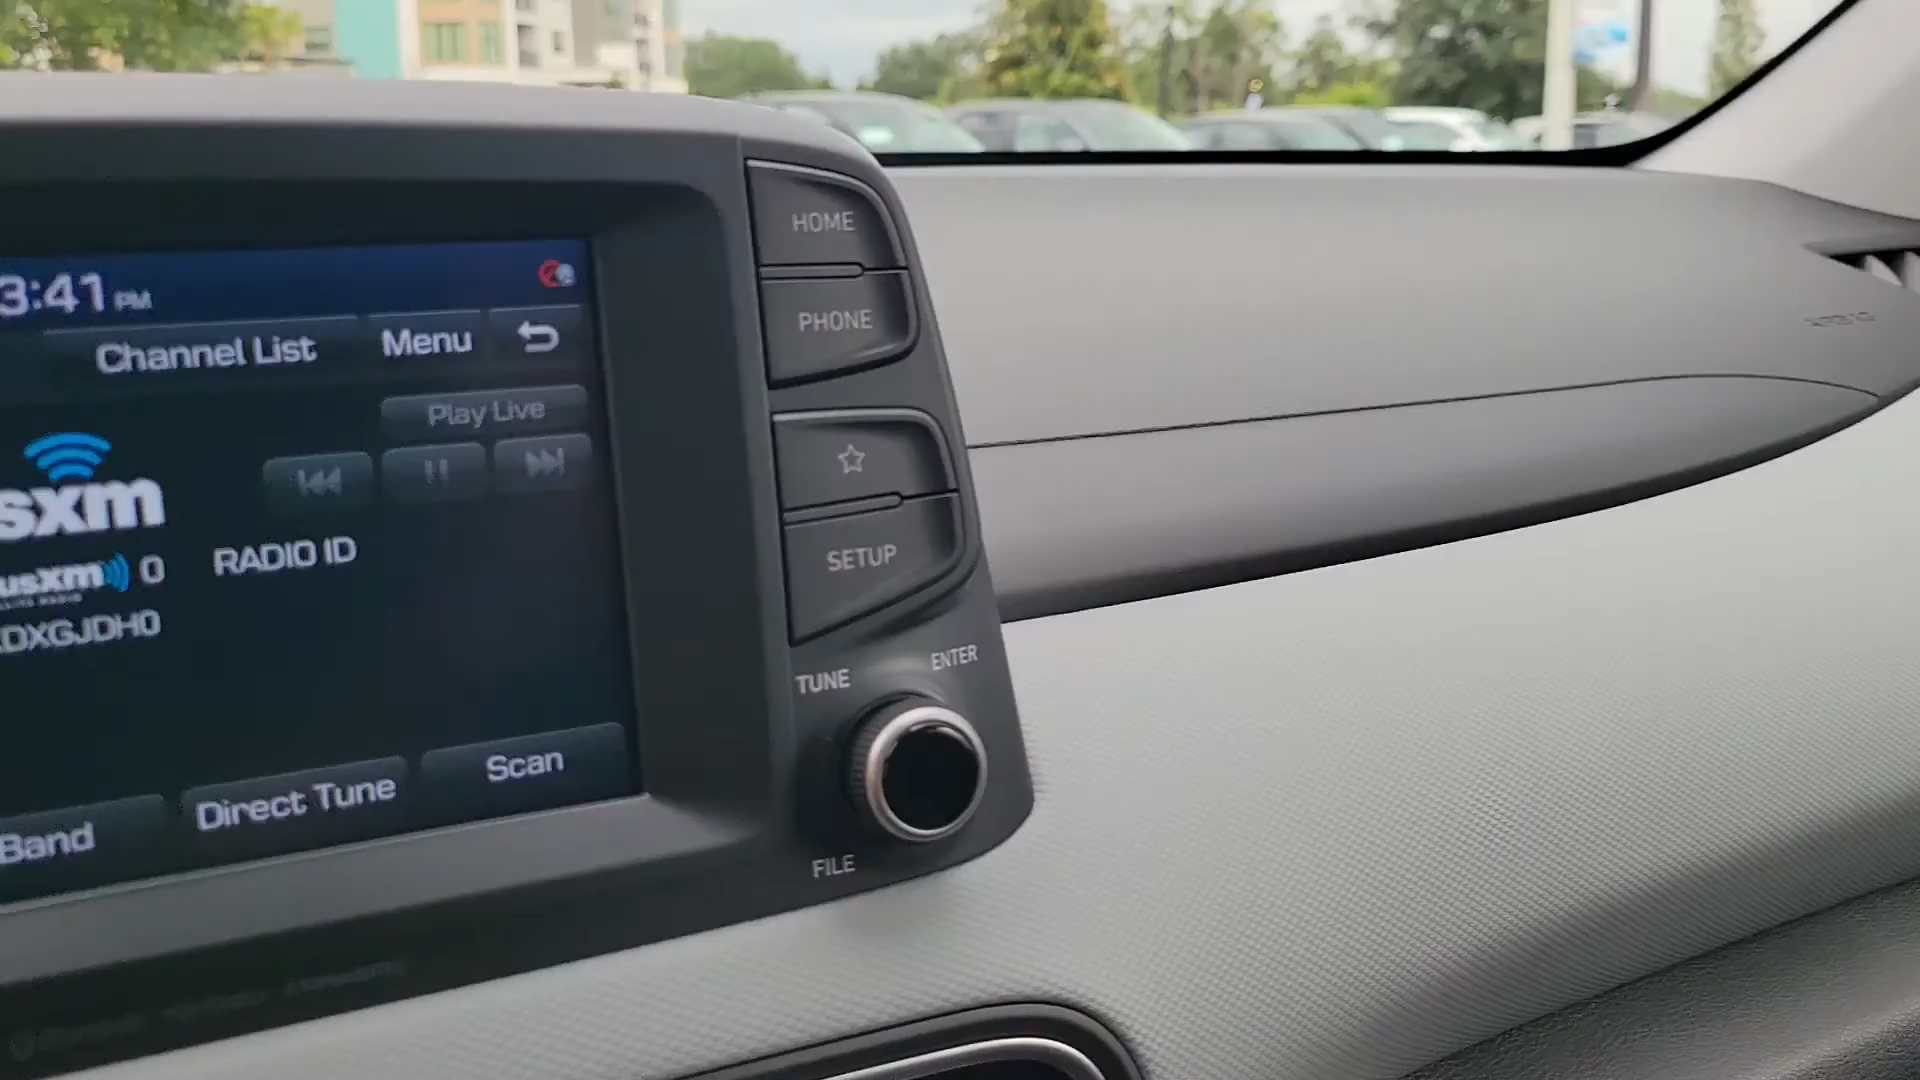 3:41 PM
HOME
PHONE
Channel List
Menu
Play Live
sxm
usxm 0
RADIO ID
DXGJDH0
SETUP
TUNE
ENTER
Scan
Direct Tune
Band
FILE